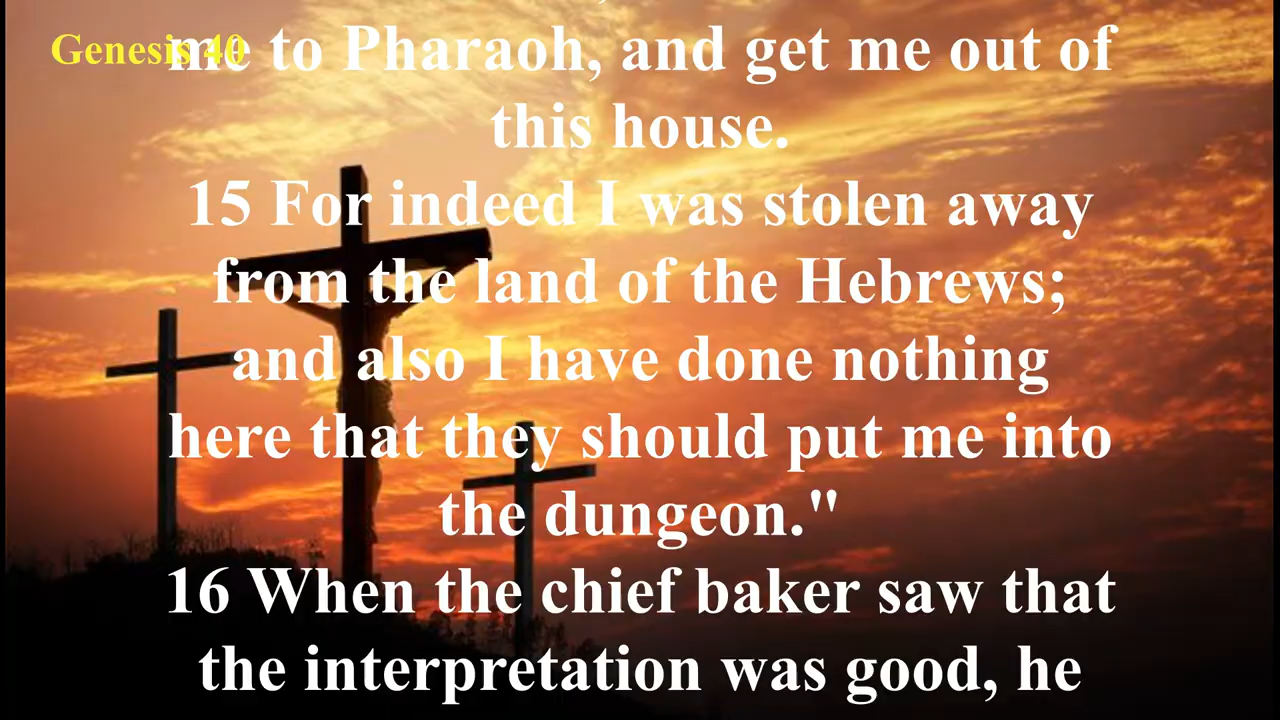 Genesis 40
me to Pharaoh, and get me out of
this house.
15 For indeed I was stolen away
from the land of the Hebrews;
and also I have done nothing
here that they should put me into
the dungeon."
16 When the chief baker saw that
the interpretation was good, he